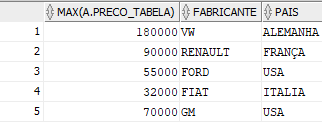 MAX(A.PRECO_TABELA) FABRICANTE PAIS
1 180000 VW ALEMANHA
2 90000 RENAULT FRANÇA
3 55000 FORD USA
4 32000 FIAT ITALIA
5 70000 GM USA